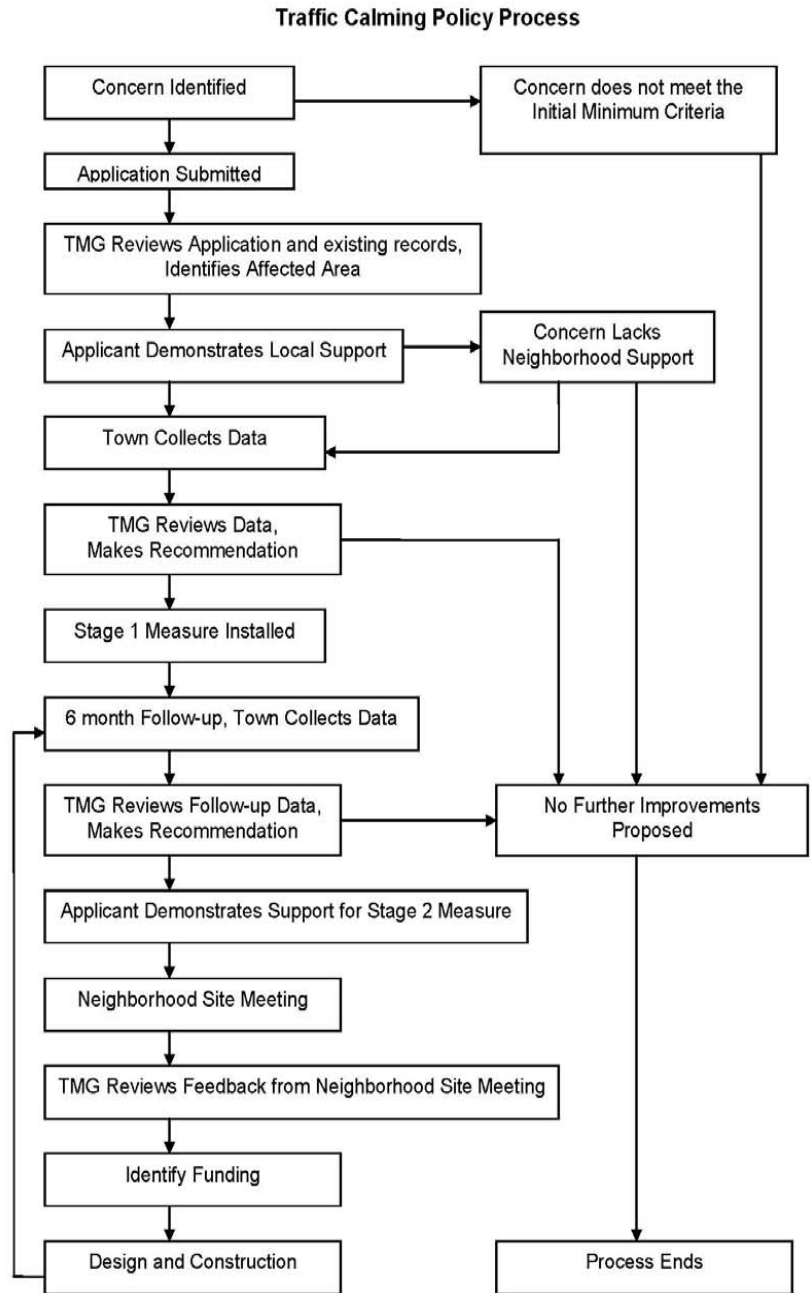 Traffic Calming Policy Process
Concern Identified
Concern does not meet the
Initial Minimum Criteria
Application Submitted
TMG Reviews Application and existing records,
Identifies Affected Area
Applicant Demonstrates Local Support
Concern Lacks
Neighborhood Support
Town Collects Data
TMG Reviews Data,
Makes Recommendation
Stage 1 Measure Installed
6 month Follow-up, Town Collects Data
TMG Reviews Follow-up Data,
Makes Recommendation
No Further Improvements
Proposed
Applicant Demonstrates Support for Stage 2 Measure
Neighborhood Site Meeting
TMG Reviews Feedback from Neighborhood Site Meeting
Identify Funding
Design and Construction
Process Ends